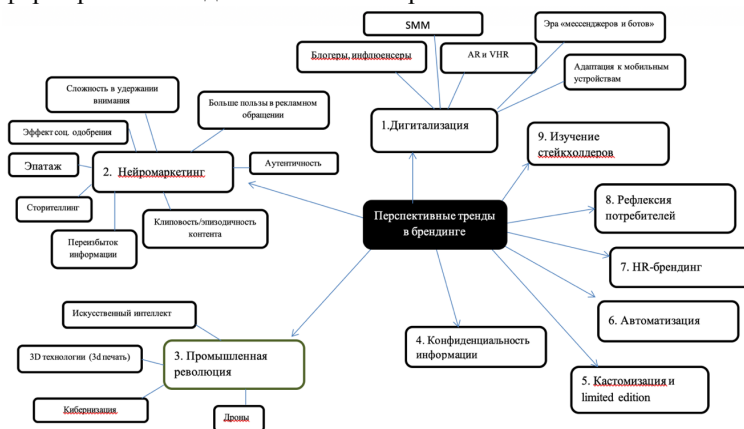 SMM
Эра «мессенджеров и ботов»
Блогеры, инфлюенсеры
AR и VHR
Адаптация к мобильным
устройствам
1.Дигитализация
Сложность в удержании
внимания
Больше пользы в рекламном
обращении
Эффект соц. одобрения
Эпатаж
2. Нейромаркетинг
Аутентичность
Сторителлинг
Клиповость/эпизодичность
контента
Переизбыток
информации
9. Изучение
стейкхолдеров
Перспективные тренды
в брендинге
8. Рефлексия
потребителей
7. HR-брендинг
6. Автоматизация
4. Конфиденциальность
информации
5. Кастомизация и
limited edition
Искусственный интеллект
3D технологии (3d печать)
3. Промышленная
революция
Кибернизация
Дроны